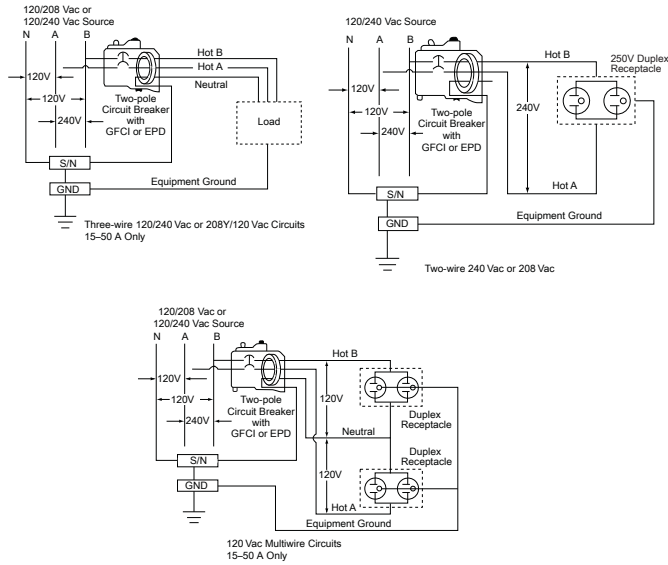 120/208 Vac or
120/240 Vac Source
N A B
Hot B
Hot A
Neutral
120V
120V
240V
Two-pole
Circuit Breaker
with
GFCI or EPD
Load
S/N
GND
Equipment Ground
Three-wire 120/240 Vac or 208Y/120 Vac Circuits
15–50 A Only
120/240 Vac Source
N A B
Hot B
250V Duplex
Receptacle
120V
120V
240V
Two-pole
Circuit Breaker
with
GFCI or EPD
240V
Hot A
S/N
GND
Equipment Ground
Two-wire 240 Vac or 208 Vac
120/208 Vac or
120/240 Vac Source
N A B
Hot B
120V
120V
240V
Two-pole
Circuit Breaker
with
GFCI or EPD
120V
Duplex
Receptacle
Neutral
Duplex
Receptacle
120V
S/N
GND
Hot A
Equipment Ground
120 Vac Multiwire Circuits
15–50 A Only